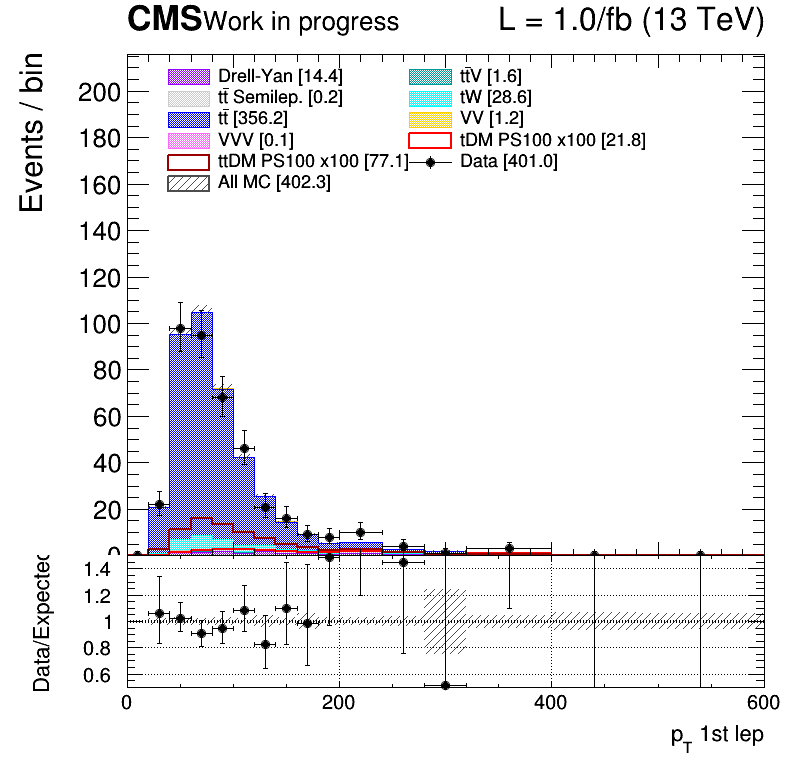 CMS Work in progress L = 1.0/fb (13 TeV)
Events / bin
Drell-Yan [14.4] tt̄V [1.6]
tt̄ Semilep. [0.2] tW [28.6]
tt̄ [356.2] VV [1.2]
VVV [0.1] tDM PS100 x100 [21.8]
ttDM PS100 x100 [77.1] Data [401.0]
All MC [402.3]
200
180
160
140
120
100
80
60
40
20
0
Data/Expected
1.4
1.2
1
0.8
0.6
0 200 400 600
p_T 1st lep